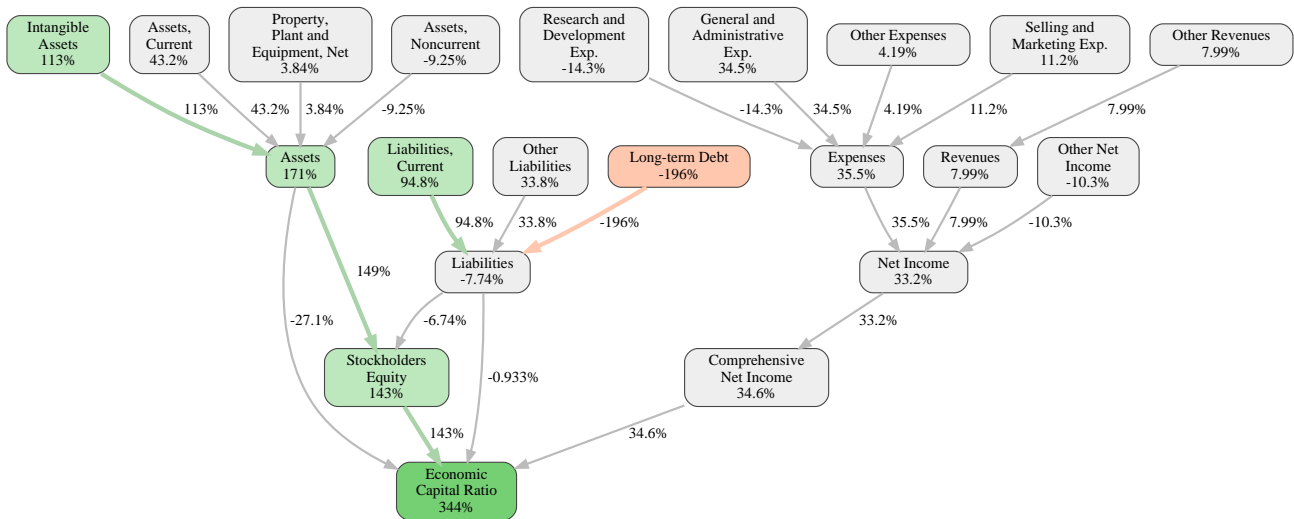 Intangible
Assets
113%
Assets,
Current
43.2%
Property,
Plant and
Equipment, Net
3.84%
Assets,
Noncurrent
-9.25%
Research and
Development
Exp.
-14.3%
General and
Administrative
Exp.
34.5%
Other Expenses
4.19%
Selling and
Marketing Exp.
11.2%
Other Revenues
7.99%
113%
43.2%
3.84%
-9.25%
-14.3%
34.5%
4.19%
11.2%
7.99%
Assets
171%
Liabilities,
Current
94.8%
Other
Liabilities
33.8%
Long-term Debt
-196%
Expenses
35.5%
Revenues
7.99%
Other Net
Income
-10.3%
94.8%
33.8%
-196%
35.5%
7.99%
-10.3%
149%
Liabilities
-7.74%
Net Income
33.2%
-27.1%
-6.74%
33.2%
Stockholders
Equity
143%
-0.933%
Comprehensive
Net Income
34.6%
143%
34.6%
Economic
Capital Ratio
344%